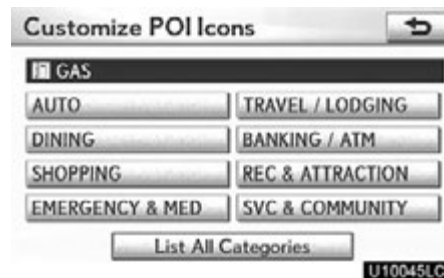 Customize POI Icons
GAS
AUTO
TRAVEL / LODGING
DINING
BANKING / ATM
SHOPPING
REC & ATTRACTION
EMERGENCY & MED
SVC & COMMUNITY
List All Categories
U10045LC